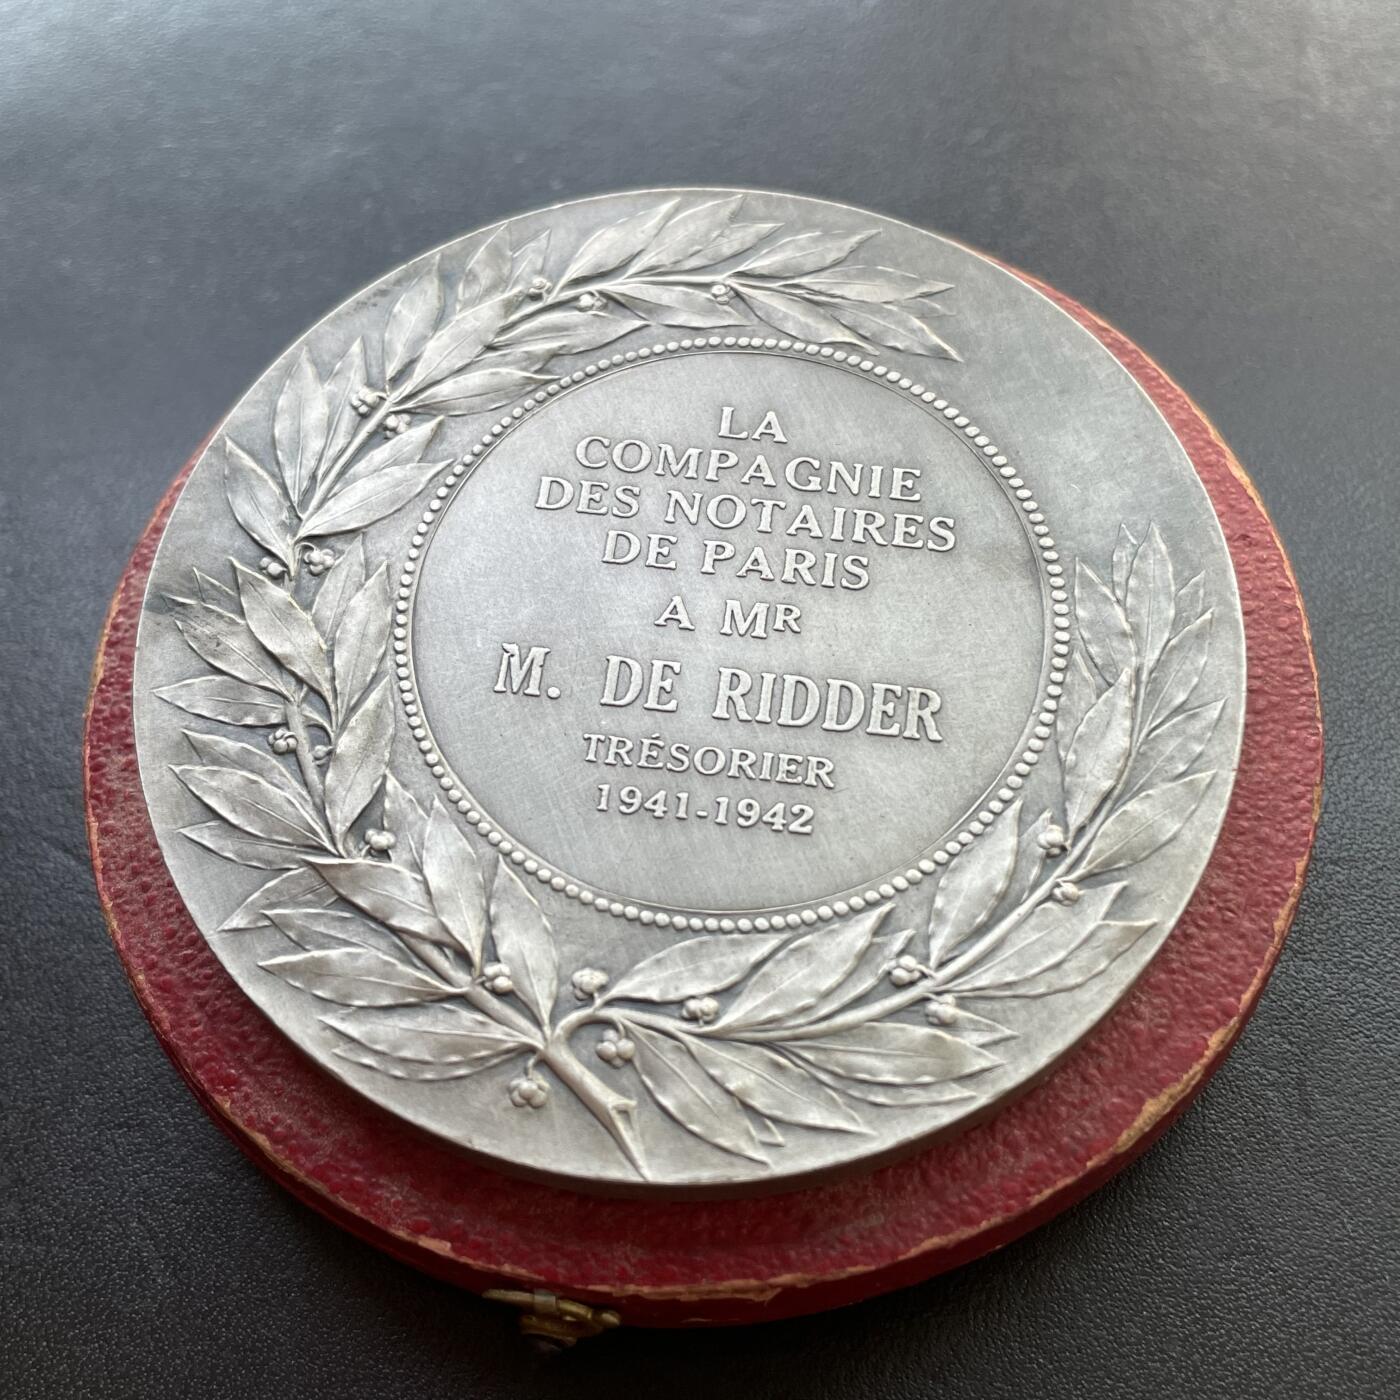 LA
COMPAGNIE
DES NOTAIRES
DE PARIS
A MR
M. DE RIDDER
TRÉSORIER
1941-1942